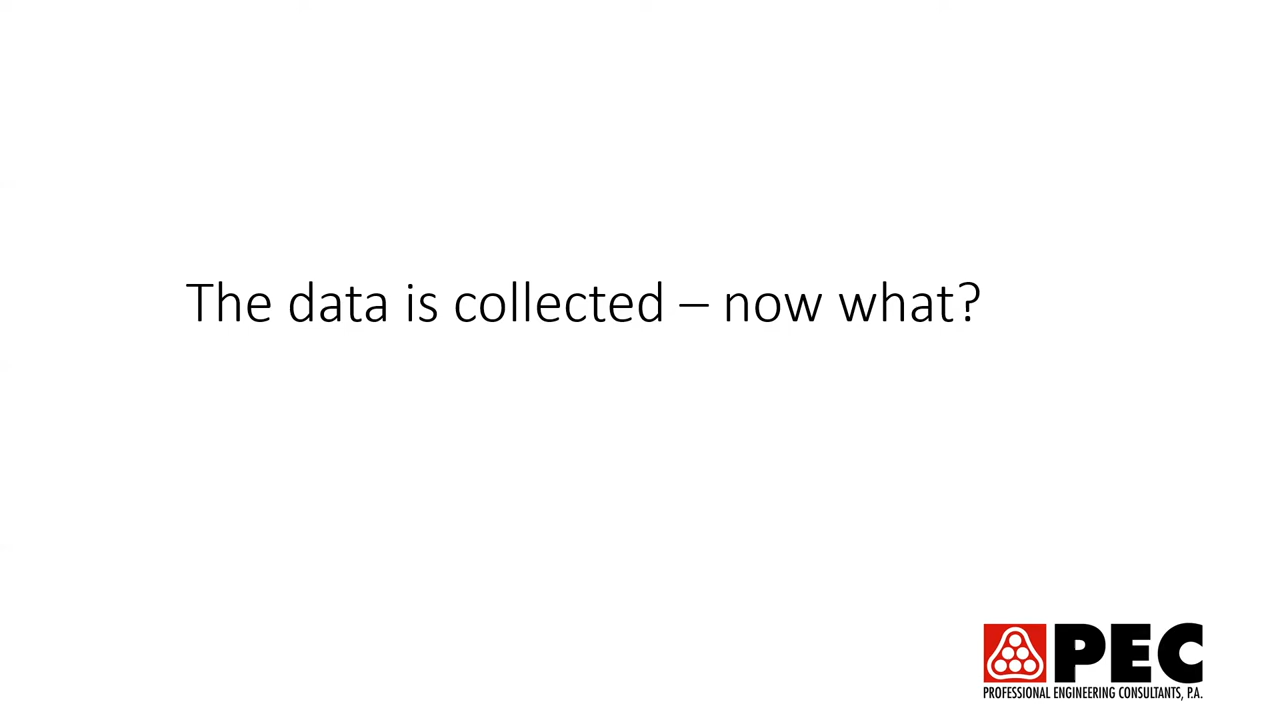 The data is collected – now what?
PEC
PROFESSIONAL ENGINEERING CONSULTANTS, P.A.